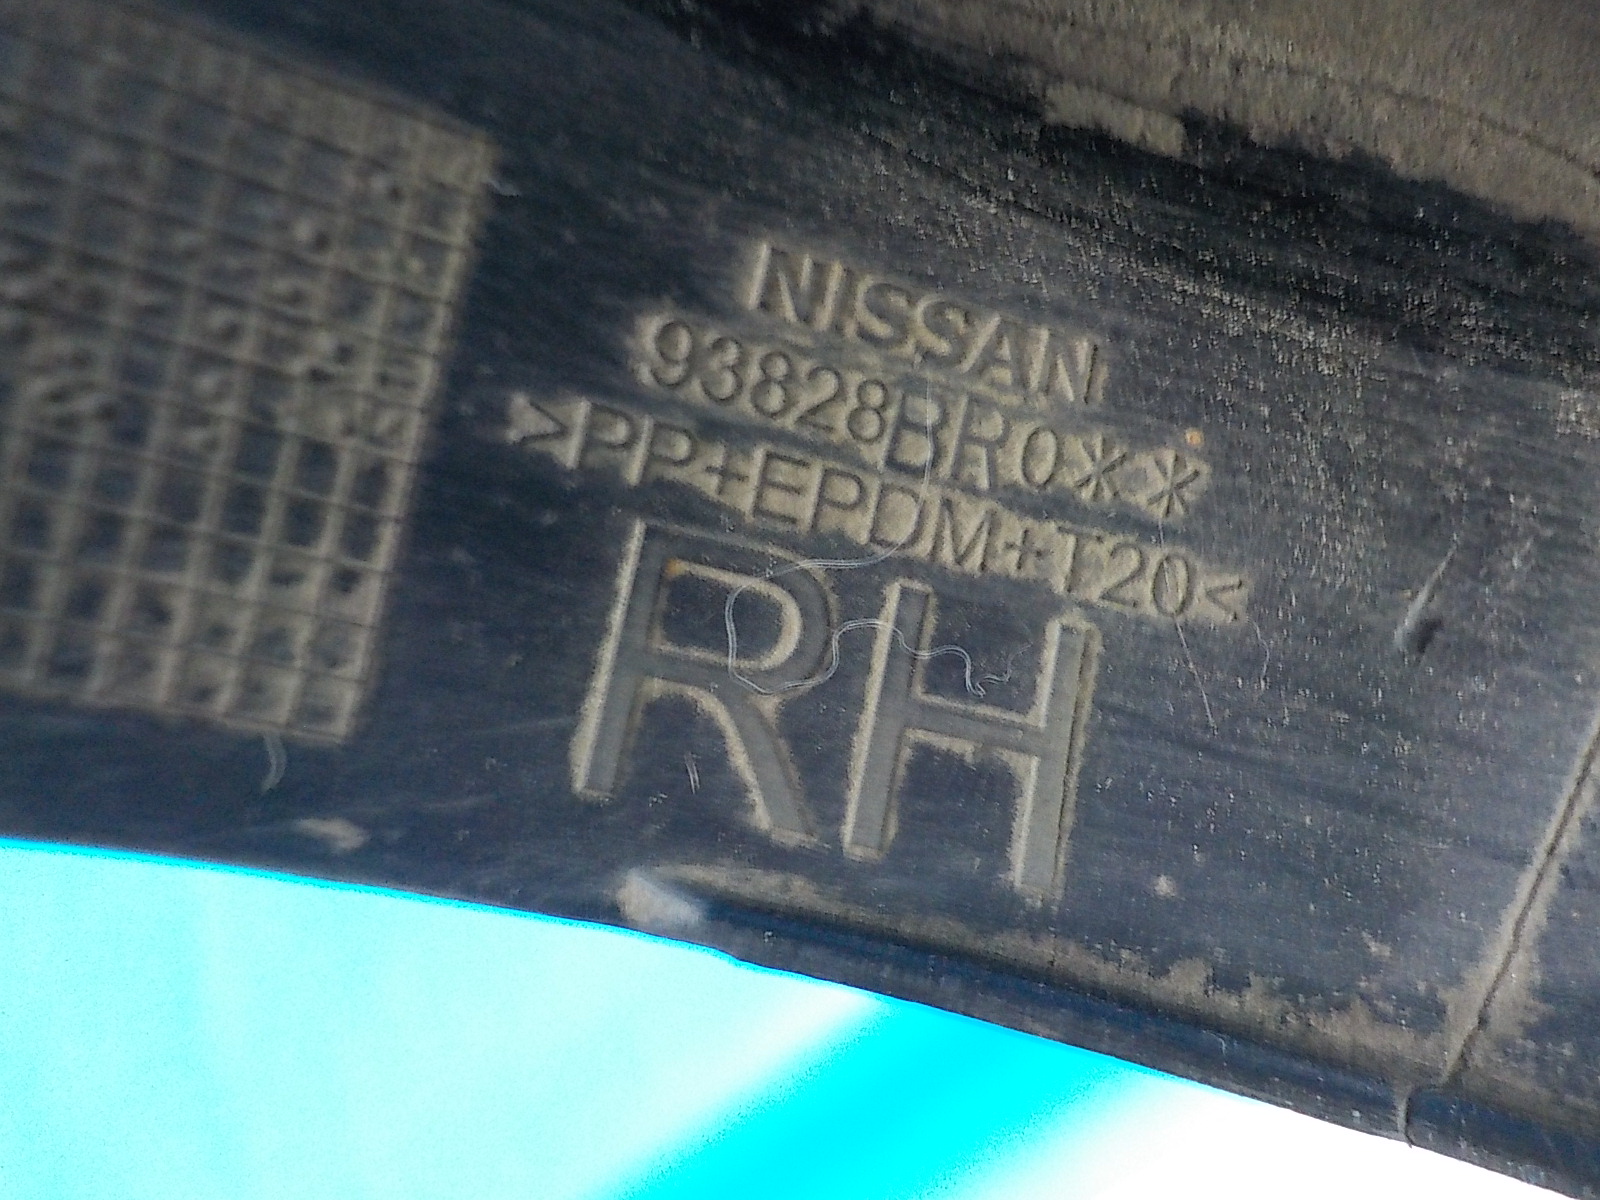 NISSAN
93828BR0**
>PP+EPDM+T20<
RH